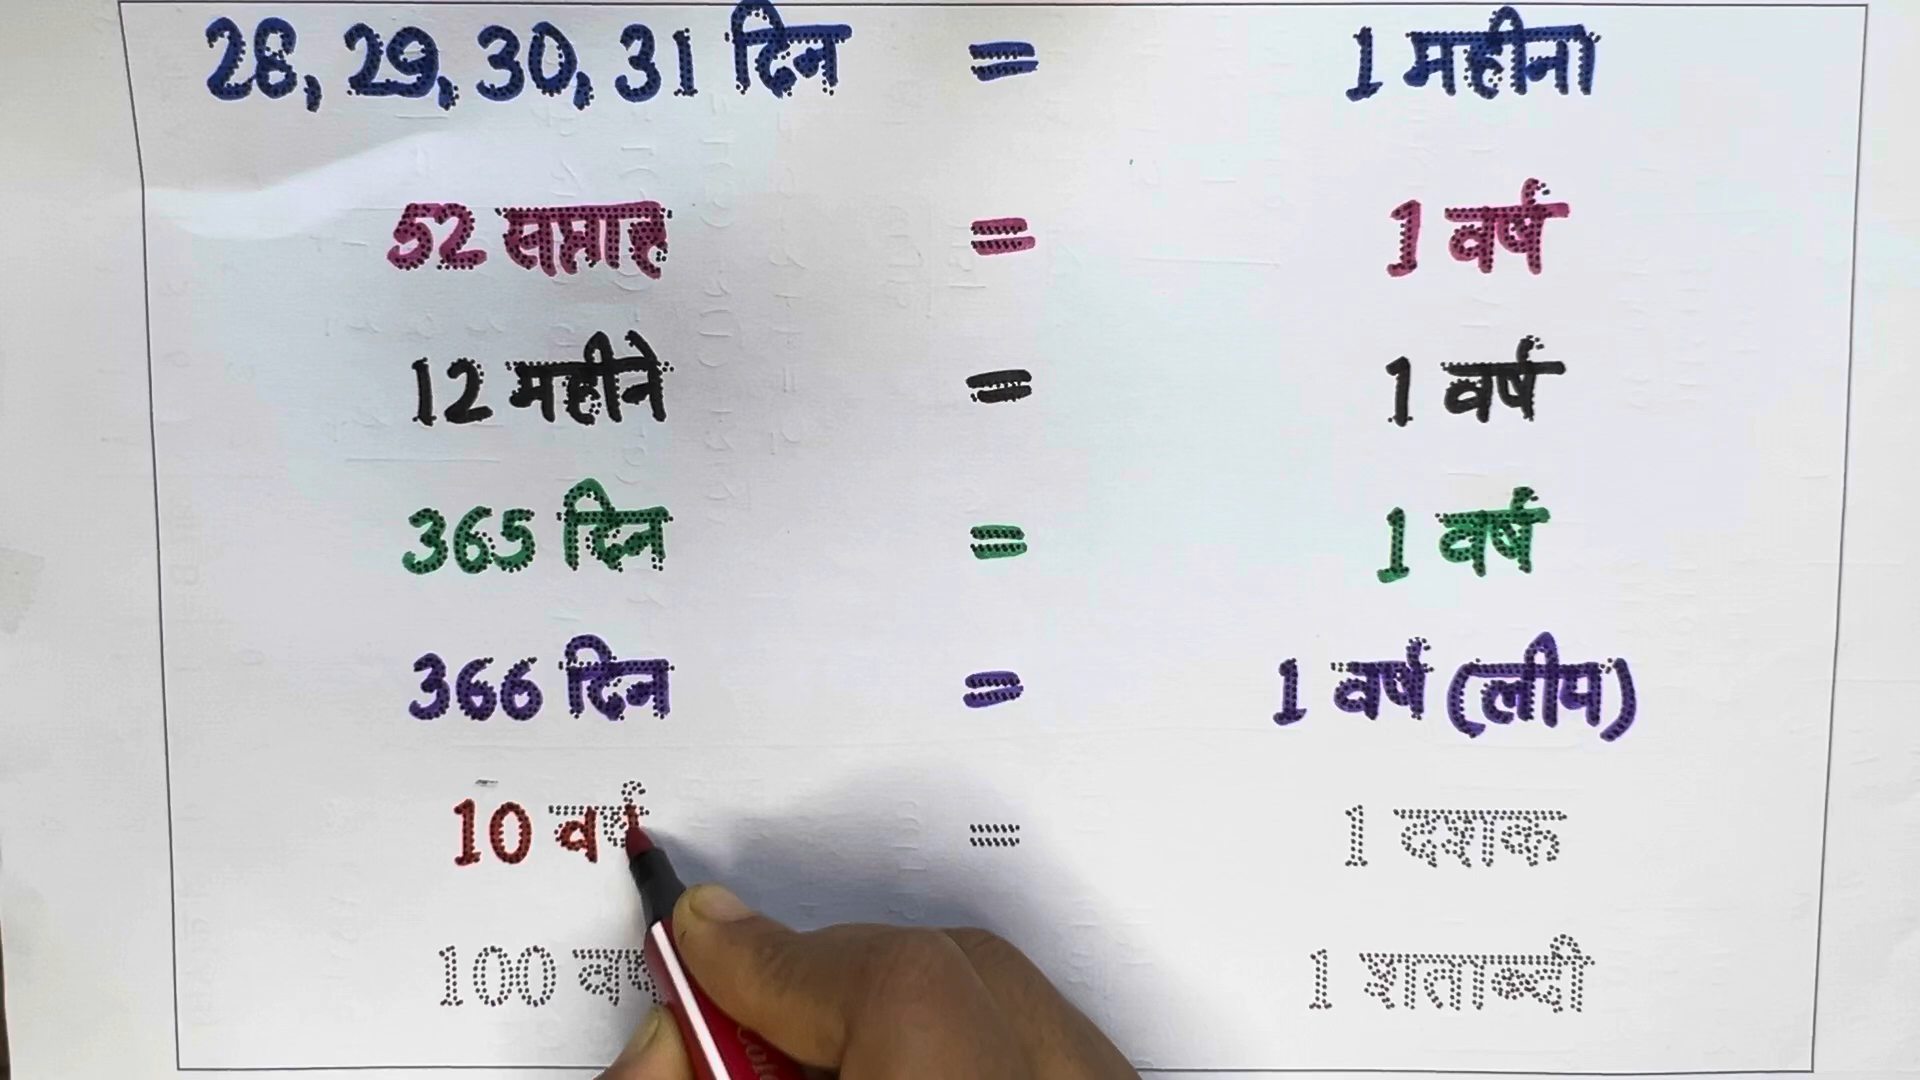 28, 29, 30, 31 दिन = 1 महीना
52 सप्ताह = 1 वर्ष
12 महीने = 1 वर्ष
365 दिन = 1 वर्ष
366 दिन = 1 वर्ष (लीप)
10 वर्ष = 1 दशक
100 वर्ष 1 शताब्दी